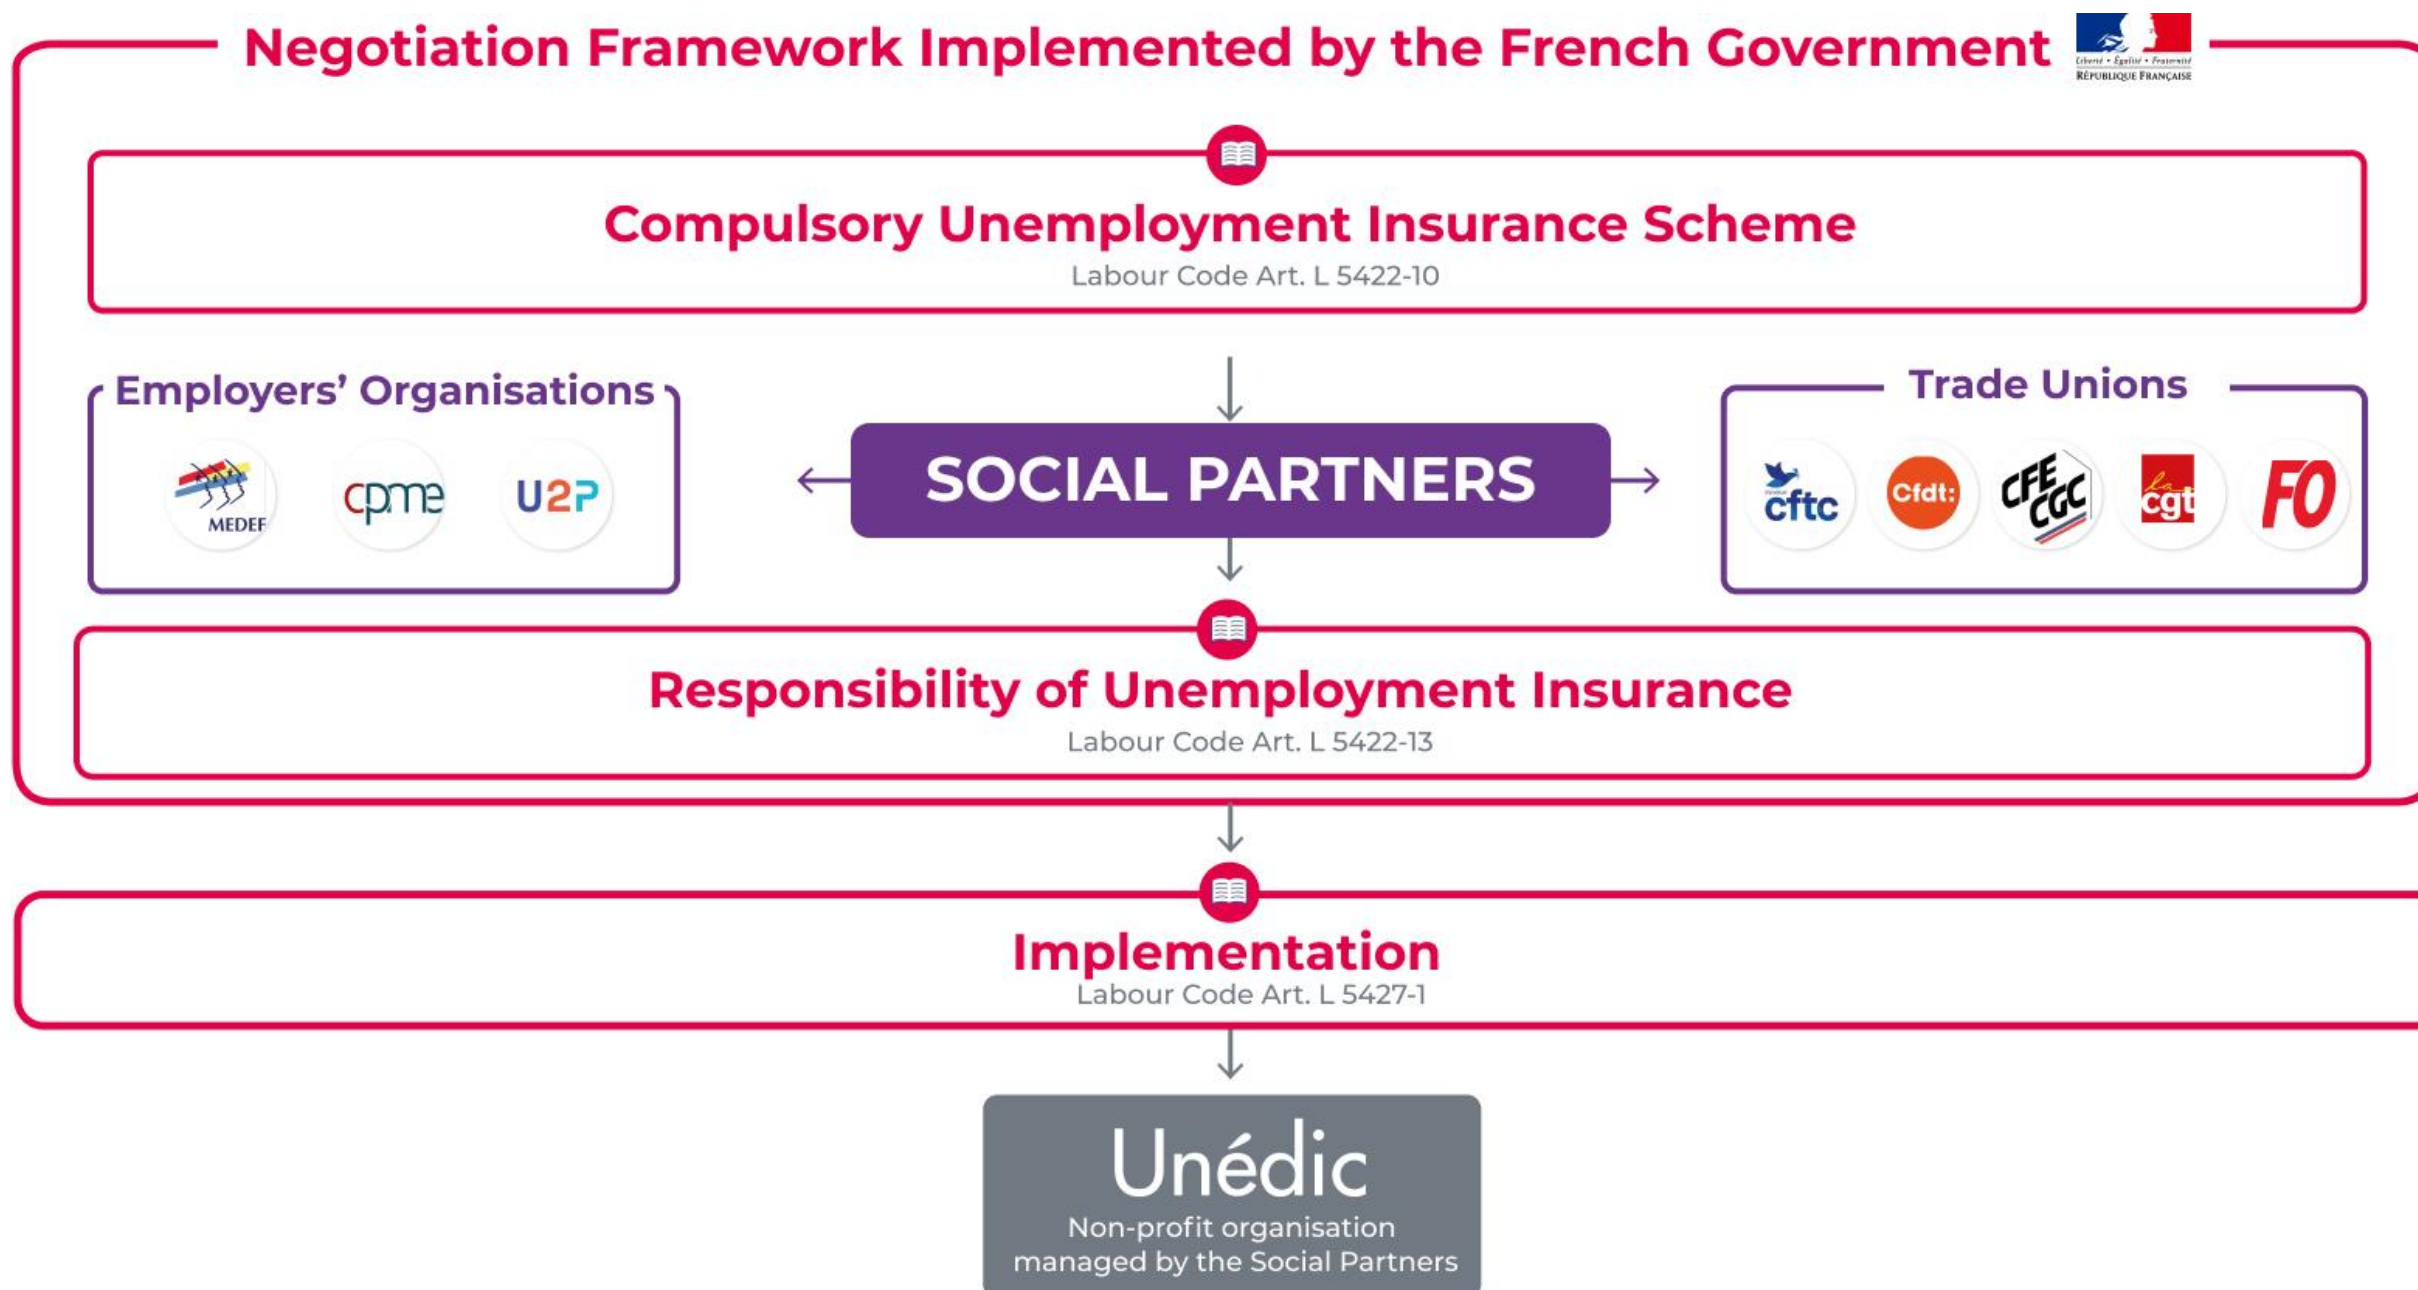 Negotiation Framework Implemented by the French Government
Liberté • Égalité • Fraternité
RÉPUBLIQUE FRANÇAISE
Compulsory Unemployment Insurance Scheme
Labour Code Art. L 5422-10
Employers’ Organisations
MEDEF
cpme
U2P
SOCIAL PARTNERS
Trade Unions
cftc
Cfdt:
CFE
CGC
la
cgt
FO
Responsibility of Unemployment Insurance
Labour Code Art. L 5422-13
Implementation
Labour Code Art. L 5427-1
Unédic
Non-profit organisation
managed by the Social Partners